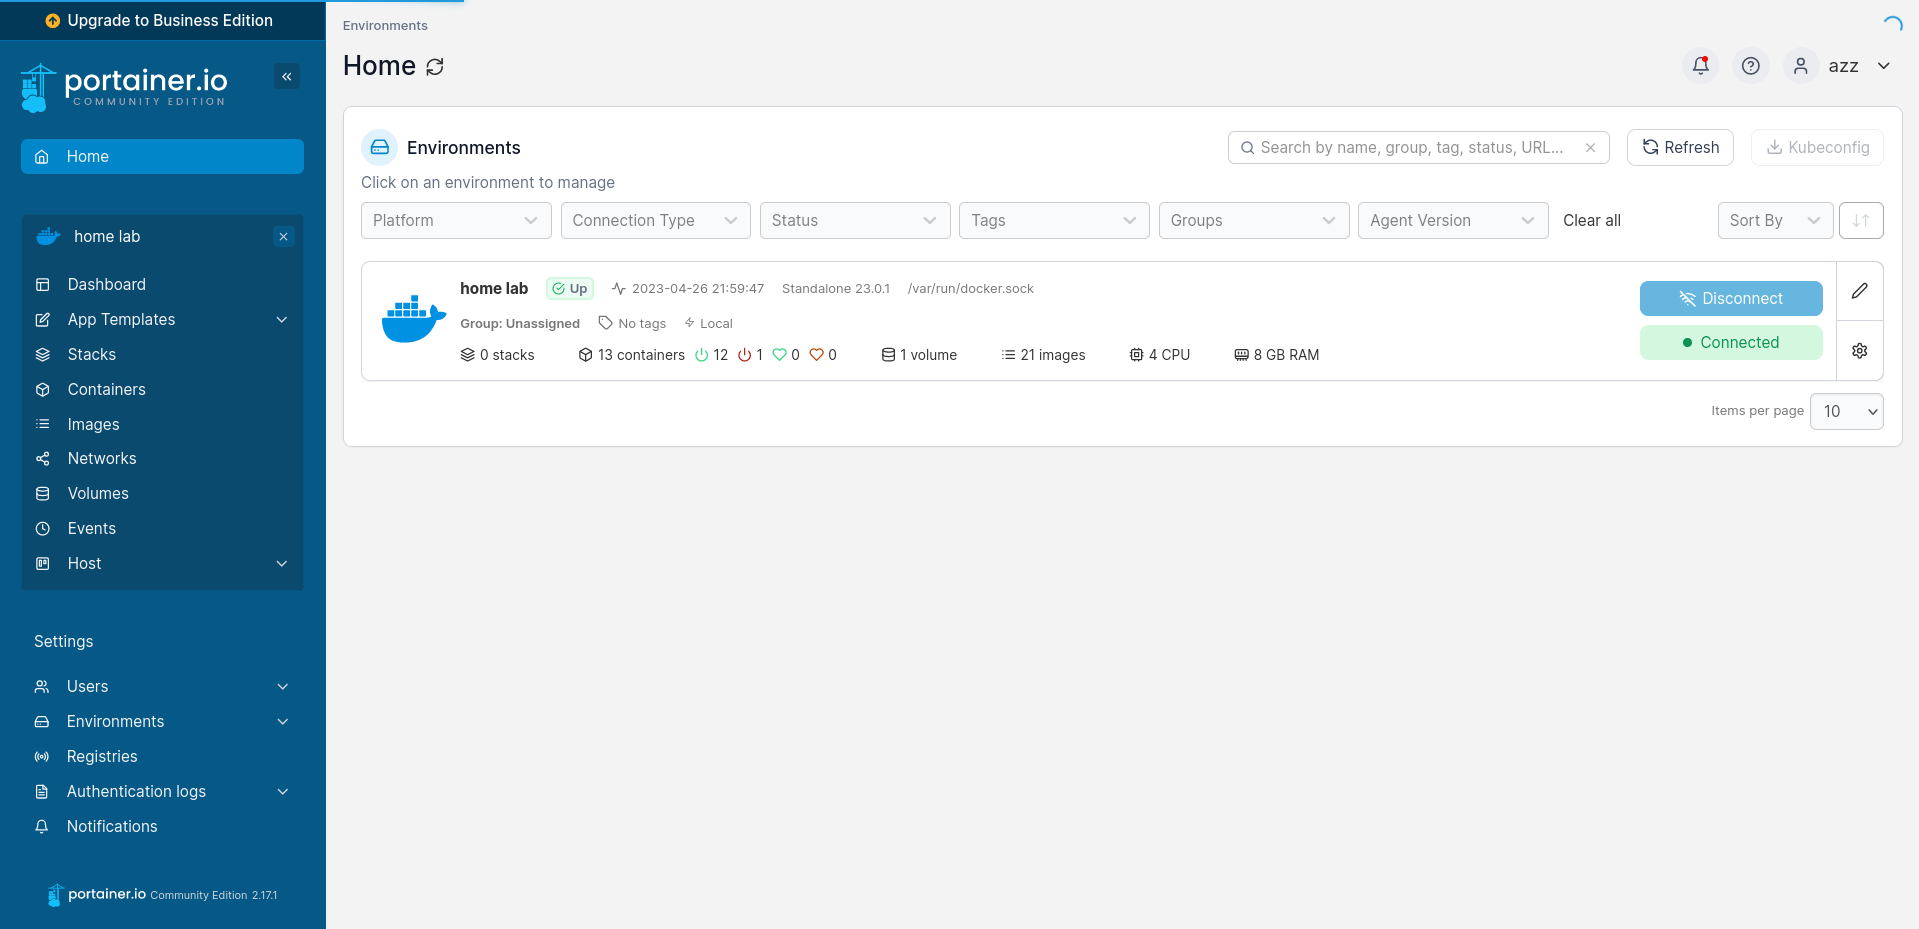 Upgrade to Business Edition
portainer.io
COMMUNITY EDITION
Home
home lab
Dashboard
App Templates
Stacks
Containers
Images
Networks
Volumes
Events
Host
Settings
Users
Environments
Registries
Authentication logs
Notifications
portainer.io Community Edition 2.17.1
Environments
Home
azz
Environments
Search by name, group, tag, status, URL...
Refresh
Kubeconfig
Click on an environment to manage
Platform Connection Type Status Tags Groups Agent Version Clear all Sort By
home lab Up 2023-04-26 21:59:47 Standalone 23.0.1 /var/run/docker.sock
Disconnect
Group: Unassigned No tags Local
Connected
0 stacks 13 containers 12 1 0 0 1 volume 21 images 4 CPU 8 GB RAM
Items per page 10